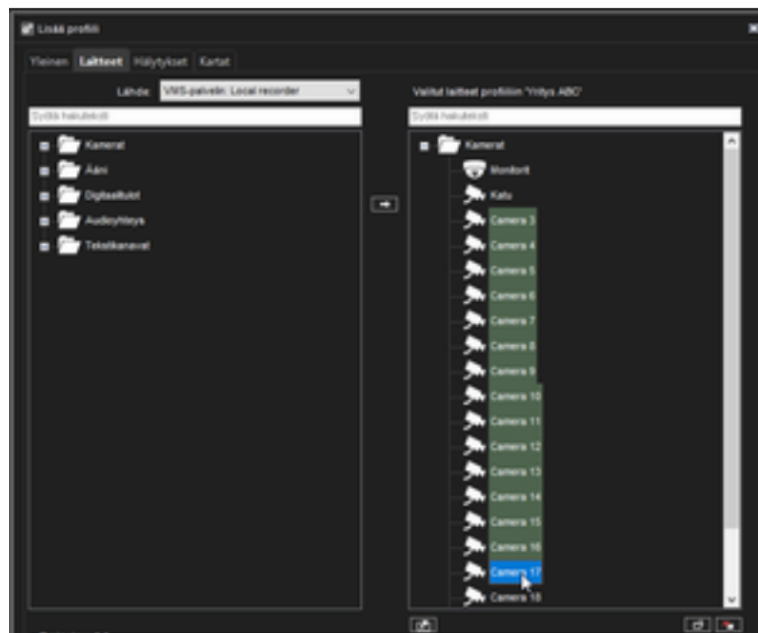 Lisää profiili
Yleinen Laitteet Hälytykset Kartat
Lähde: VMS-palvelin: Local recorder
Valitut laitteet profiiliin 'Yritys ABC'
Syötä hakuteksti
Syötä hakuteksti
Kamerat
Ääni
Digitaalitulot
Audioyhteys
Tekstikanavat
Kamerat
Monitorit
Katu
Camera 3
Camera 4
Camera 5
Camera 6
Camera 7
Camera 8
Camera 9
Camera 10
Camera 11
Camera 12
Camera 13
Camera 14
Camera 15
Camera 16
Camera 17
Camera 18